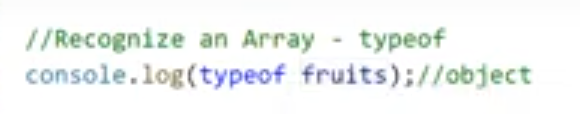 //Recognize an Array - typeof
console.log(typeof fruits);//object